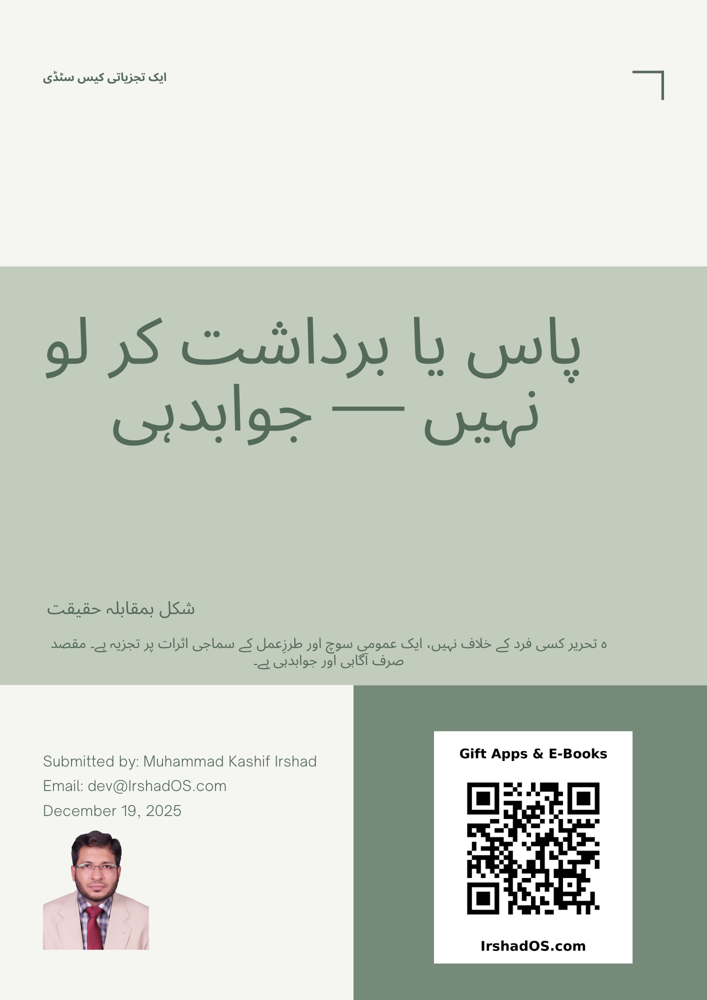 ایک تجزیاتی کیس سٹڈی
پاس یا برداشت کر لو
نہیں — جوابدہی
شکل بمقابلہ حقیقت
ہ تحریر کسی فرد کے خلاف نہیں، ایک عمومی سوچ اور طرزِعمل کے سماجی اثرات پر تجزیہ ہے۔ مقصد
صرف آگاہی اور جوابدہی ہے۔
Submitted by: Muhammad Kashif Irshad
Email: dev@IrshadOS.com
December 19, 2025
Gift Apps & E-Books
IrshadOS.com